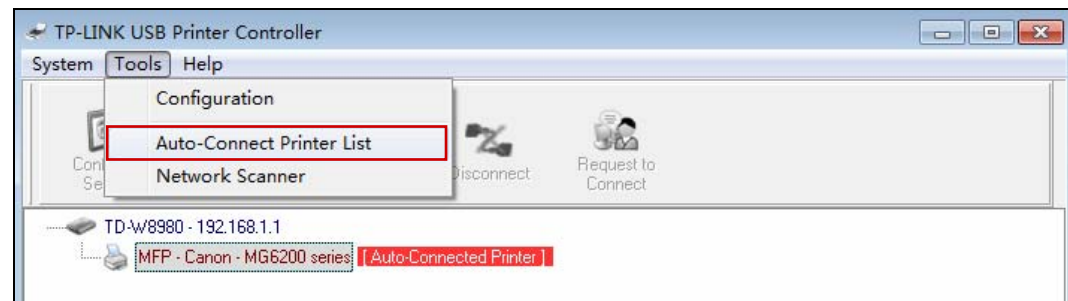 TP-LINK USB Printer Controller
System Tools Help
Configuration
Auto-Connect Printer List
Network Scanner
Disconnect
Request to
Connect
TD-W8980 - 192.168.1.1
MFP - Canon - MG6200 series [ Auto-Connected Printer ]